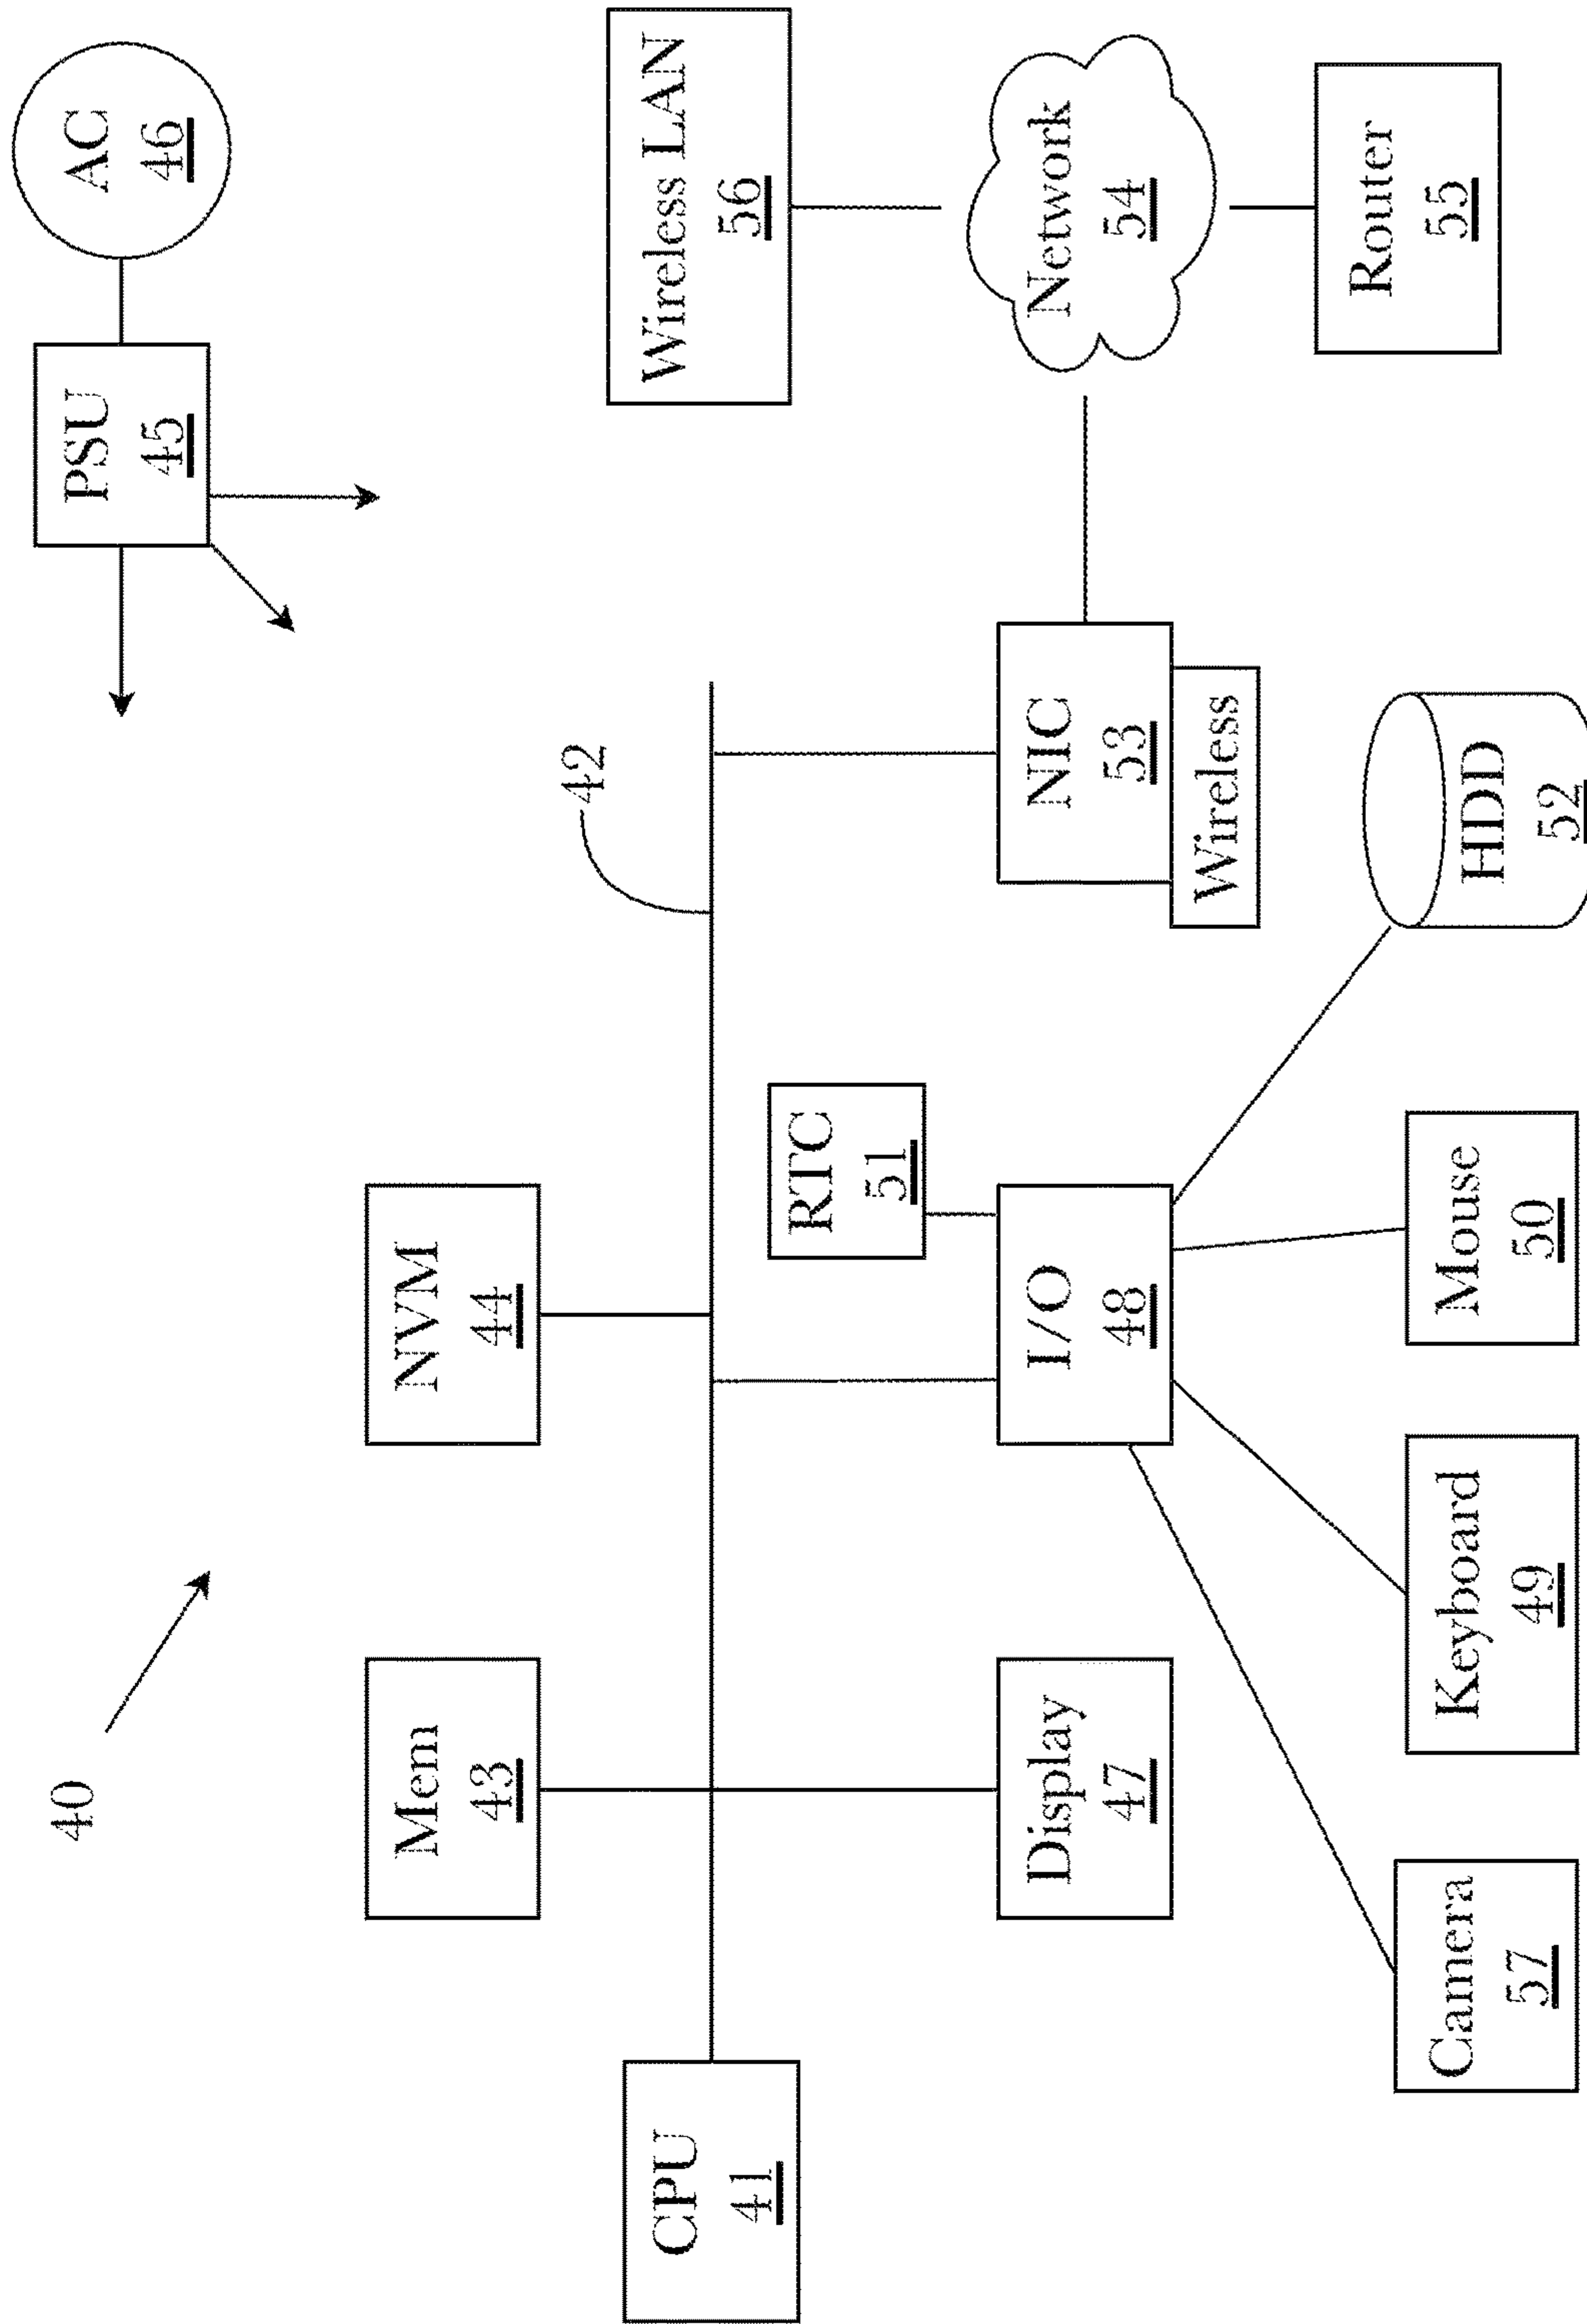 40
PSU
45
AC
46
Mem
43
NVM
44
42
CPU
41
Wireless LAN
56
RTC
51
Display
47
I/O
48
NIC
53
Wireless
Network
54
Camera
57
Keyboard
49
Mouse
50
HDD
52
Router
55